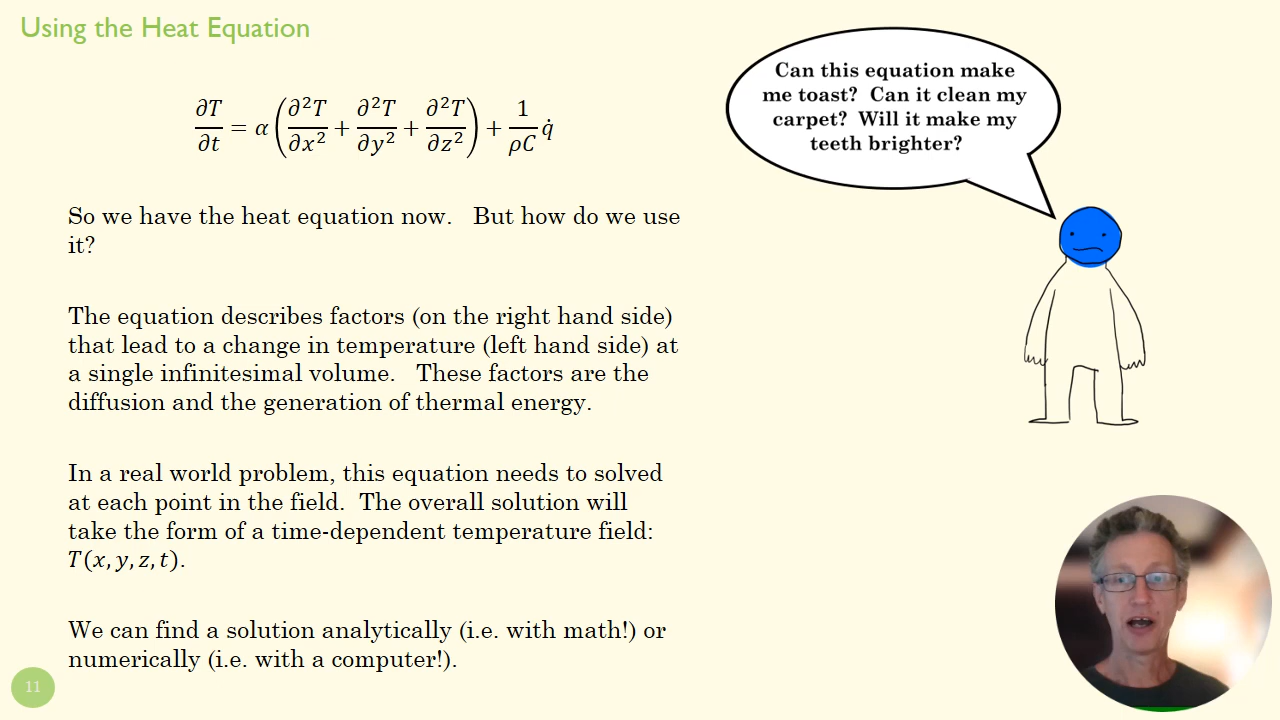 Using the Heat Equation
∂T/∂t = α(∂²T/∂x² + ∂²T/∂y² + ∂²T/∂z²) + 1/ρC q̇
Can this equation make
me toast? Can it clean my
carpet? Will it make my
teeth brighter?
So we have the heat equation now. But how do we use
it?
The equation describes factors (on the right hand side)
that lead to a change in temperature (left hand side) at
a single infinitesimal volume. These factors are the
diffusion and the generation of thermal energy.
In a real world problem, this equation needs to solved
at each point in the field. The overall solution will
take the form of a time-dependent temperature field:
T(x, y, z, t).
We can find a solution analytically (i.e. with math!) or
numerically (i.e. with a computer!).
11